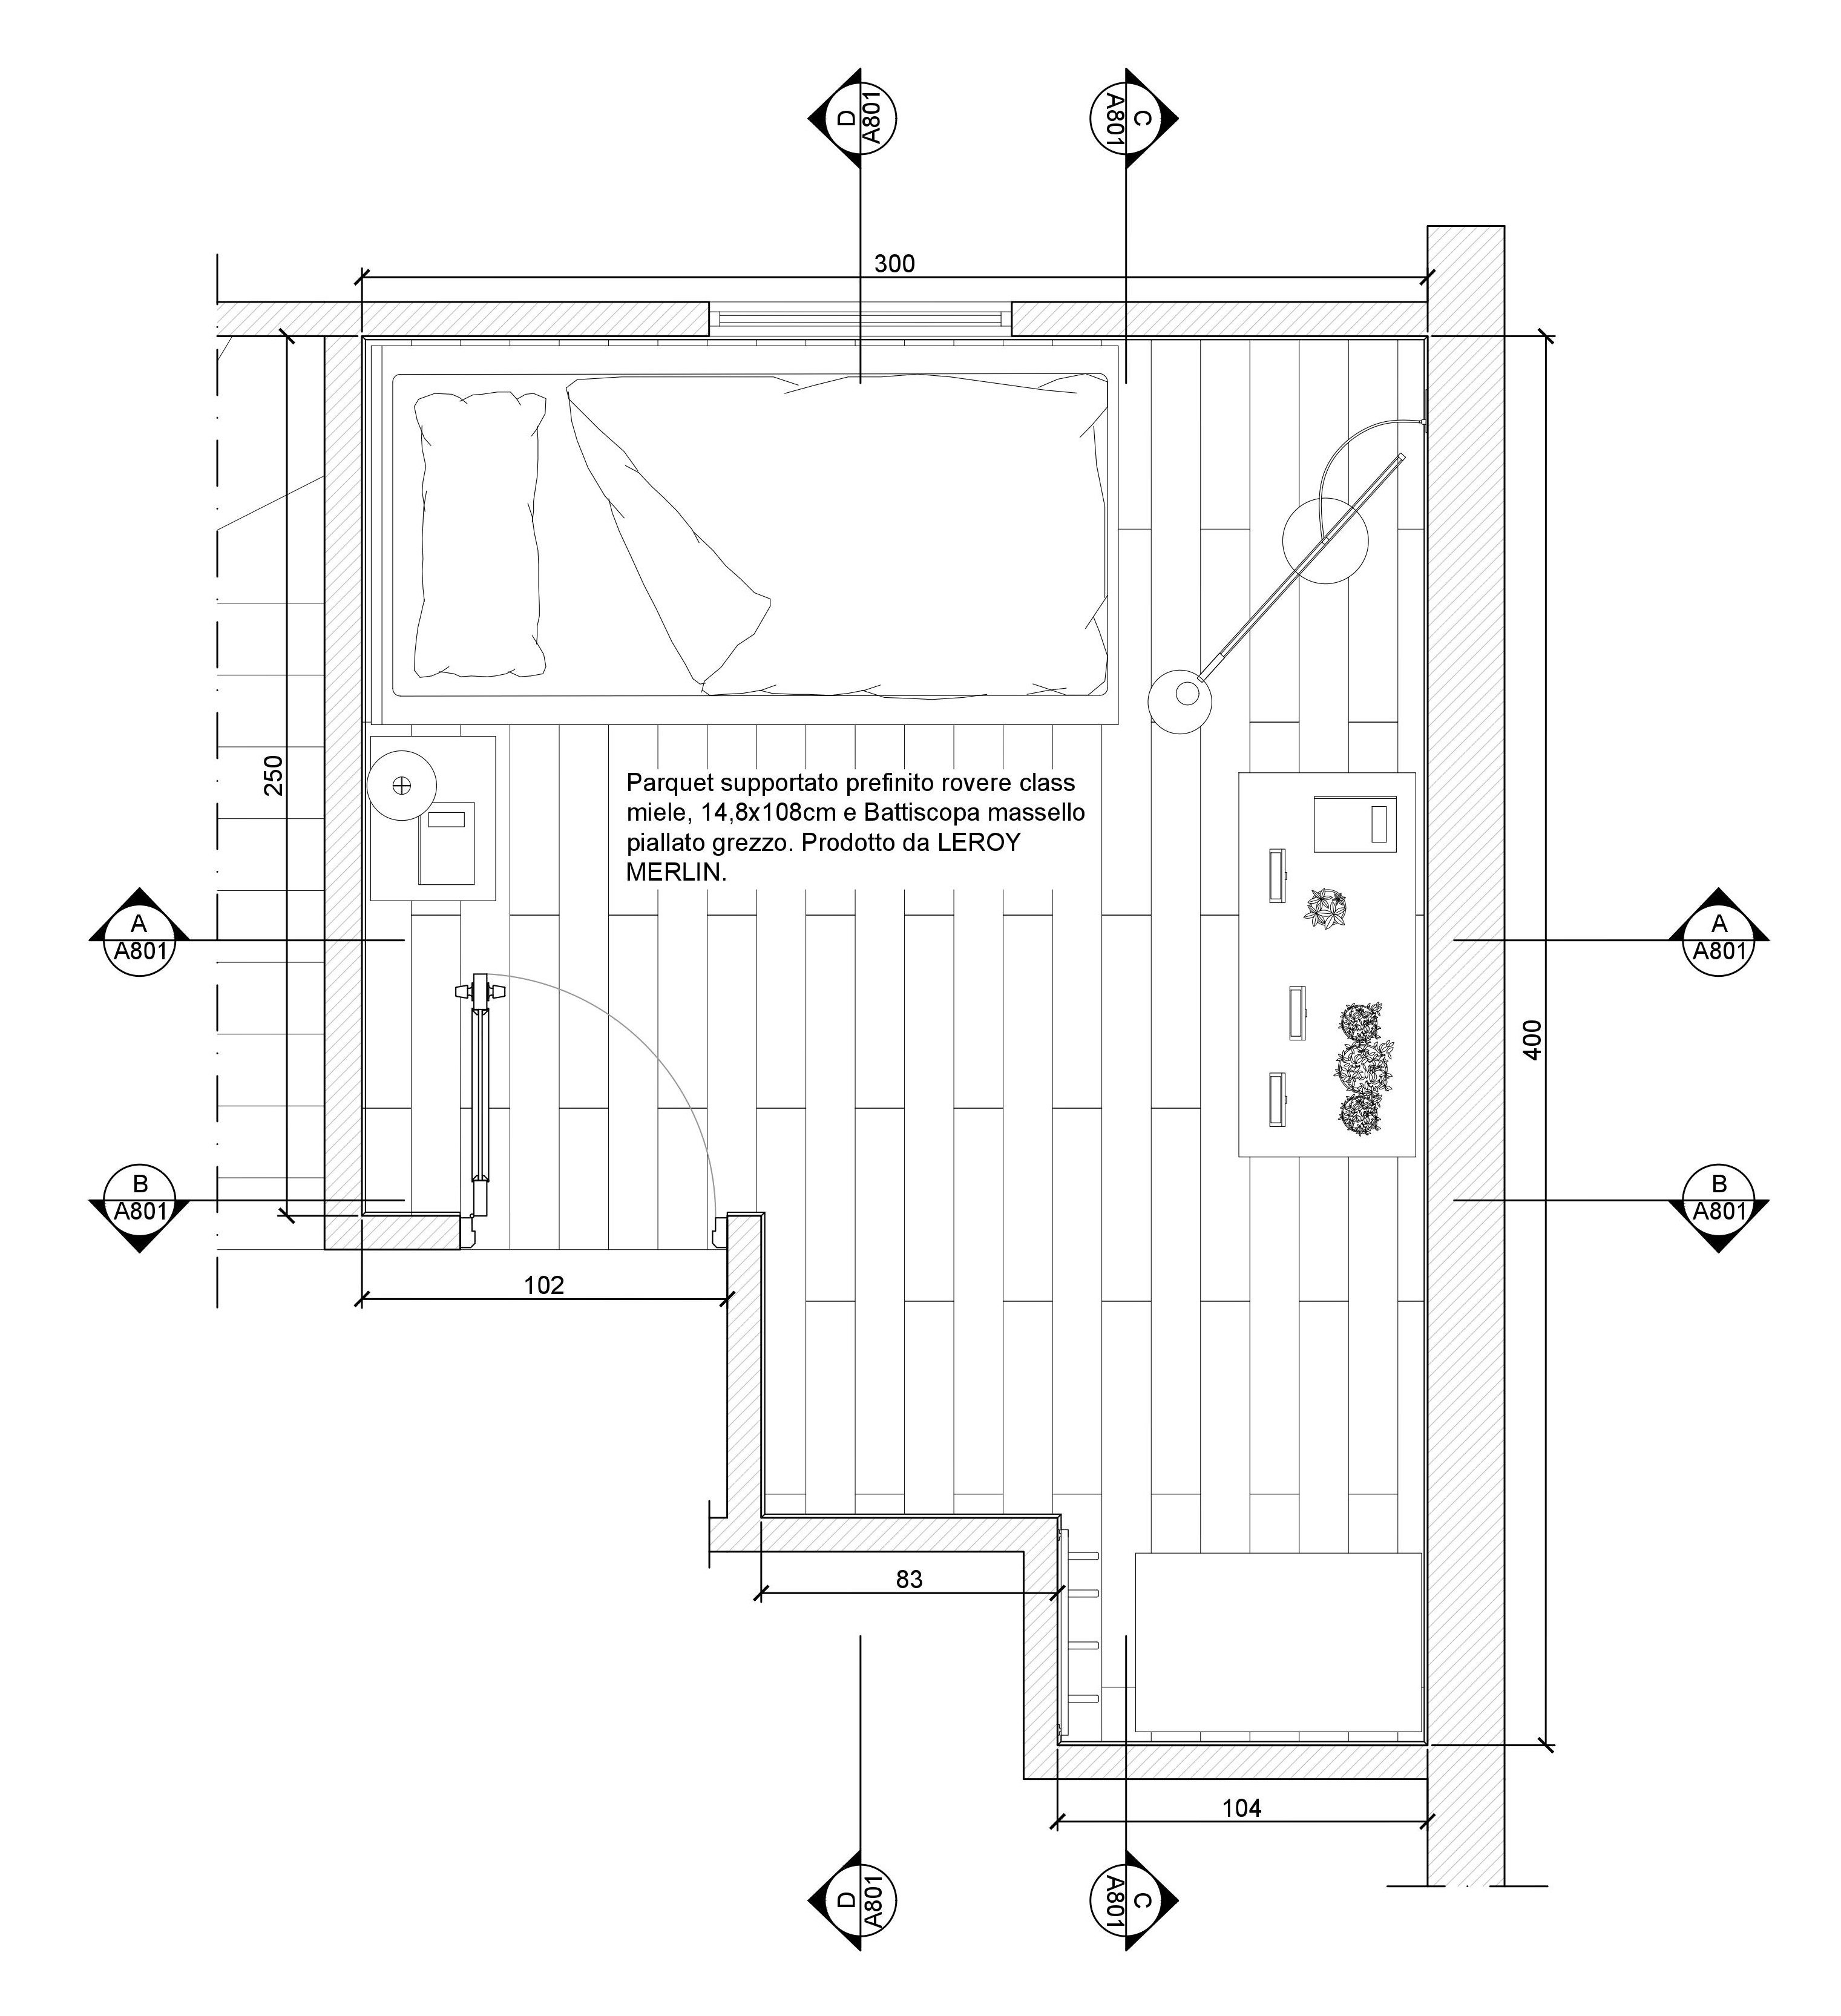 D
A801
C
A801
300
250
Parquet supportato prefinito rovere class
miele, 14,8x108cm e Battiscopa massello
piallato grezzo. Prodotto da LEROY
MERLIN.
A
A801
A
A801
400
B
A801
B
A801
102
83
104
D
A801
C
A801